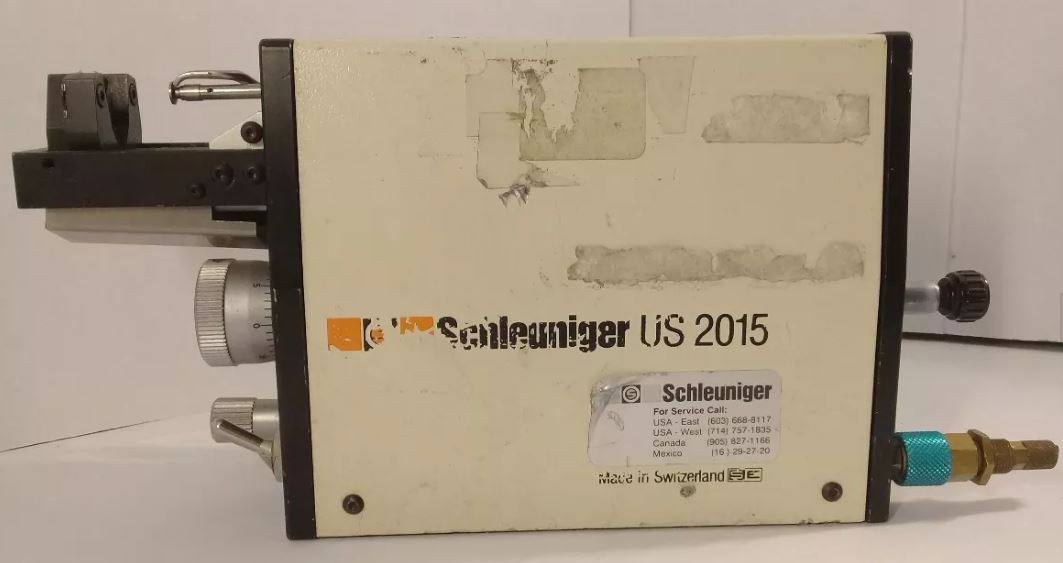 Schleuniger US 2015
Schleuniger
For Service Call:
USA - East (603) 668-8117
USA - West (714) 757-1835
Canada (905) 827-1166
Mexico (16 ) 29-27-20
Made in Switzerland